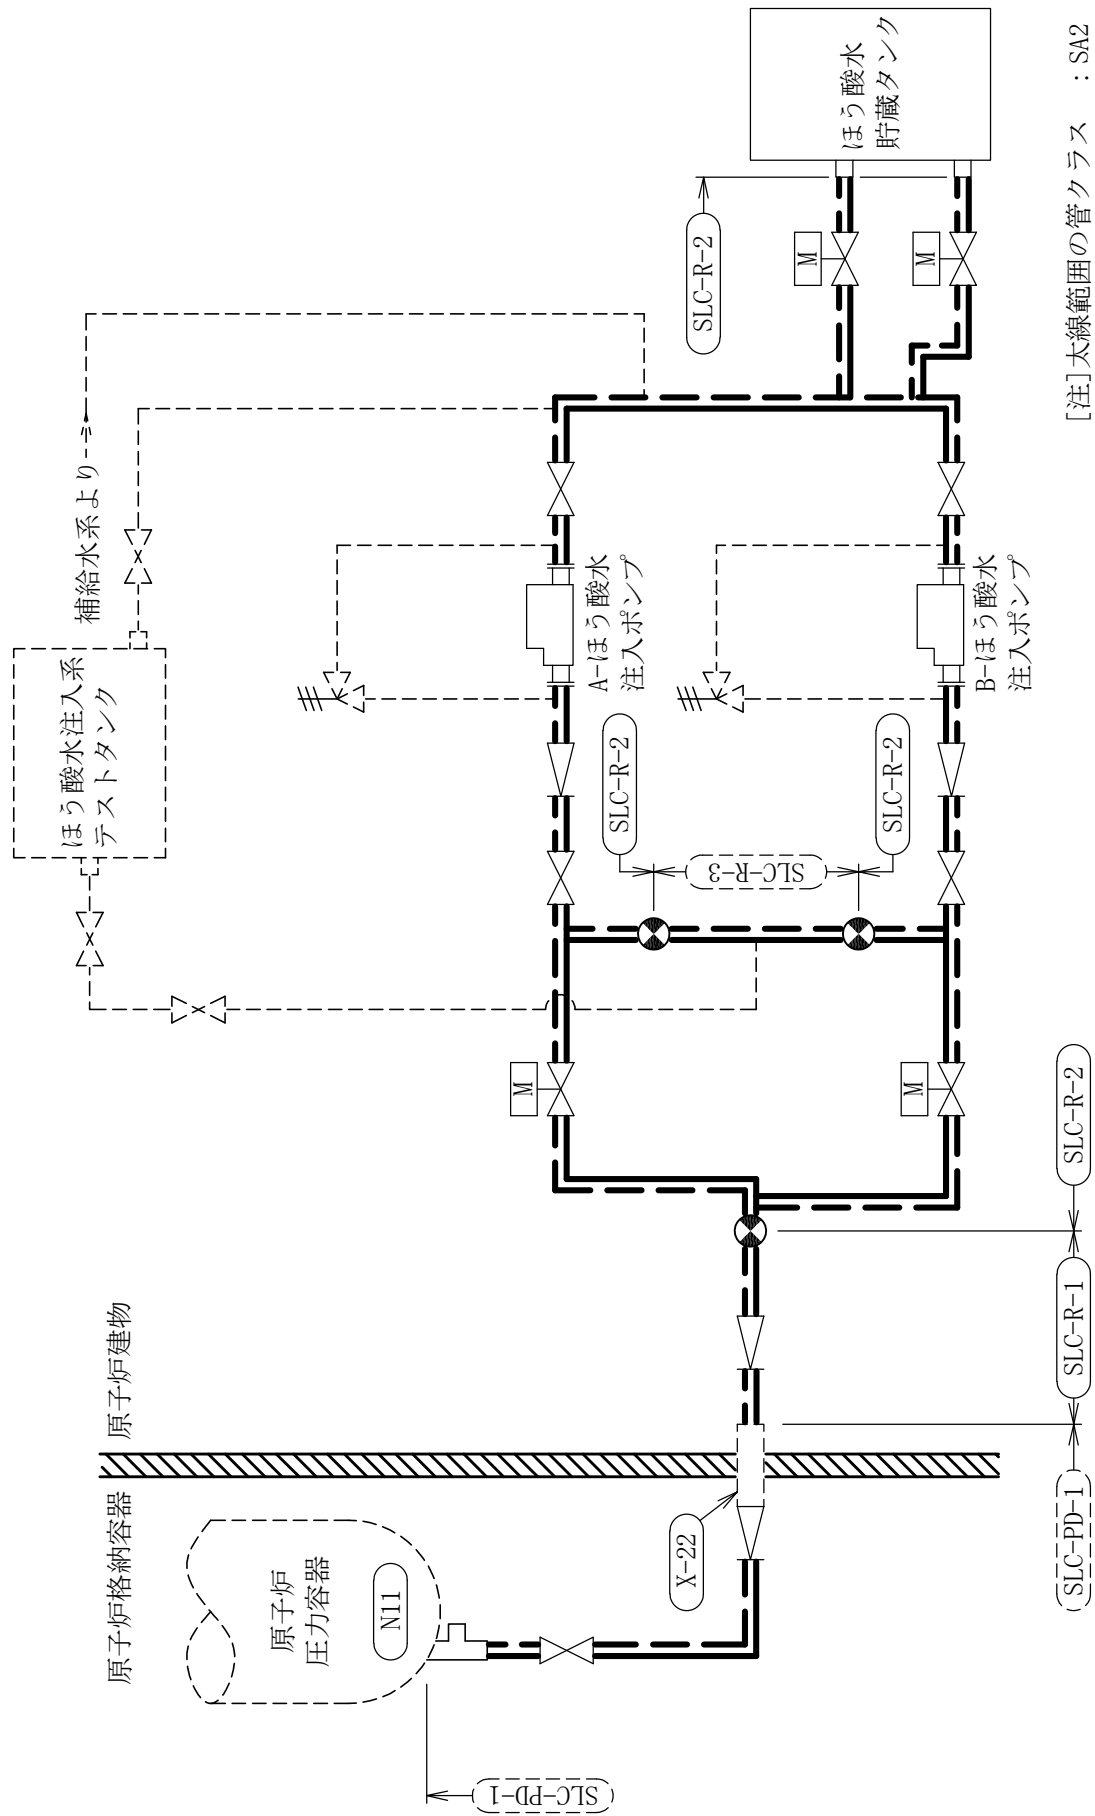 原子炉格納容器
原子炉建物
原子炉
圧力容器
N11
SLC-PD-1
X-22
SLC-PD-1
SLC-R-1
SLC-R-2
M
M
SLC-R-3
SLC-R-2
SLC-R-2
ほう酸水注入系
テストタンク
補給水系より
A-ほう酸水
注入ポンプ
B-ほう酸水
注入ポンプ
SLC-R-2
M
M
ほう酸水
貯蔵タンク
[注]太線範囲の管クラス :SA2